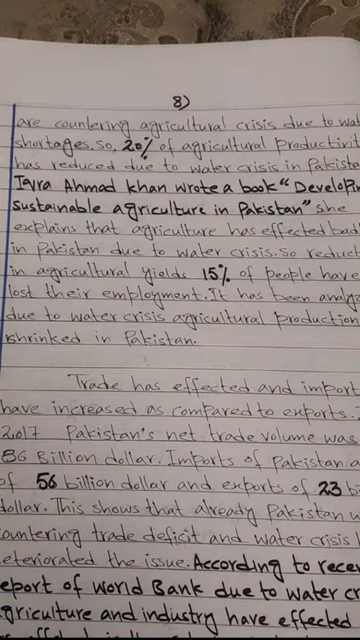 8)
are countering agricultural crisis due to wat
shortages. So, 20% of agricultural Productivit
has reduced due to water crisis in Pakista
Iqra Ahmad Khan wrote a book "Developin
sustainable agriculture in Pakistan" she
explains that agriculture has effected bad
in Pakistan due to water crisis. So reduct
in agricultural yields 15% of people have
lost their employment. It has been analy
due to water crisis agricultural production
shrinked in Pakistan.
Trade has effected and import
have increased as compared to exports.
2017 Pakistan's net trade volume was
86 Billion dollar. Imports of Pakistan a
of 56 billion dollar and exports of 23 bi
dollar. This shows that already Pakistan w
ountering trade deficit and water crisis h
eteriorated the issue. According to recen
eport of World Bank due to water cr
griculture and industry have effected